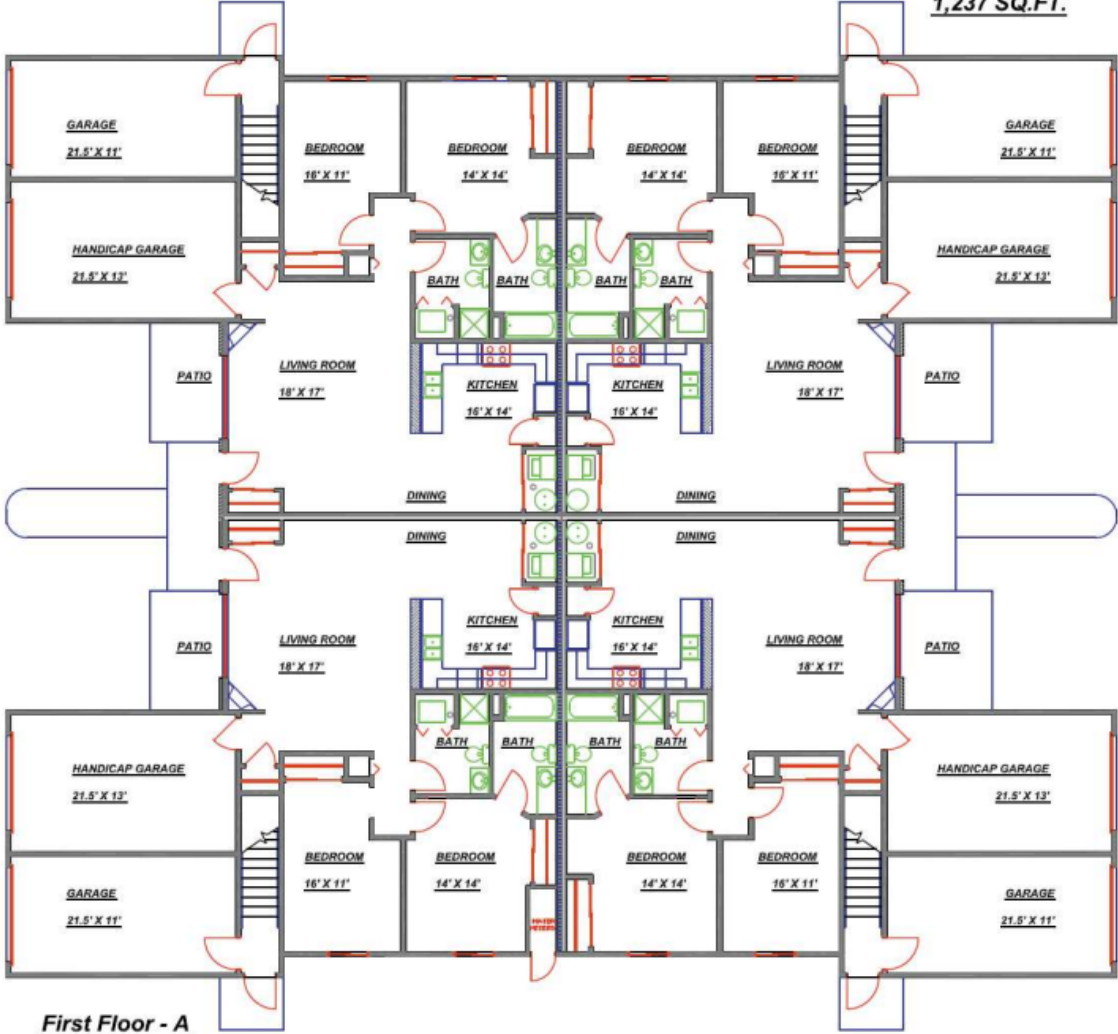 1,237 SQ.FT.
GARAGE
21.5' X 11'
BEDROOM
16' X 11'
BEDROOM
14' X 14'
BEDROOM
14' X 14'
BEDROOM
16' X 11'
GARAGE
21.5' X 11'
HANDICAP GARAGE
21.5' X 13'
BATH
BATH
BATH
BATH
HANDICAP GARAGE
21.5' X 13'
PATIO
LIVING ROOM
18' X 17'
KITCHEN
16' X 14'
KITCHEN
16' X 14'
LIVING ROOM
18' X 17'
PATIO
DINING
DINING
DINING
DINING
PATIO
LIVING ROOM
18' X 17'
KITCHEN
16' X 14'
KITCHEN
16' X 14'
LIVING ROOM
18' X 17'
PATIO
HANDICAP GARAGE
21.5' X 13'
BATH
BATH
BATH
BATH
HANDICAP GARAGE
21.5' X 13'
BEDROOM
16' X 11'
BEDROOM
14' X 14'
BEDROOM
14' X 14'
BEDROOM
16' X 11'
GARAGE
21.5' X 11'
GARAGE
21.5' X 11'
METERS
First Floor - A